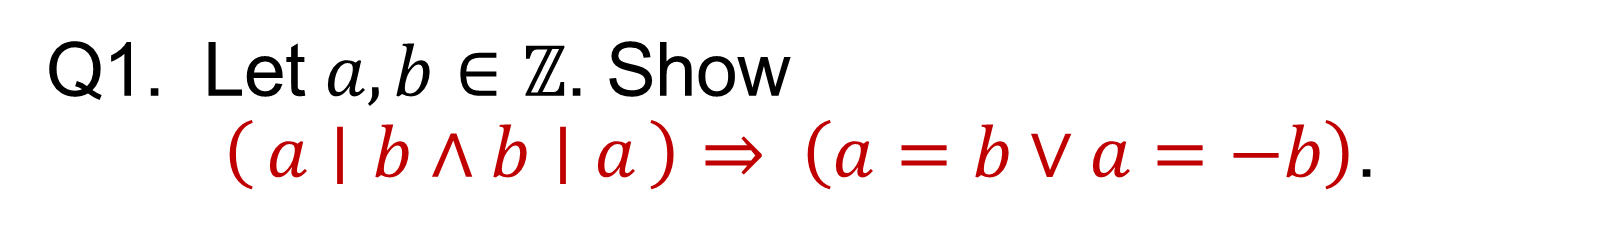 Q1. Let a, b ∈ ℤ. Show
( a | b ∧ b | a ) ⇒ (a = b ∨ a = −b).